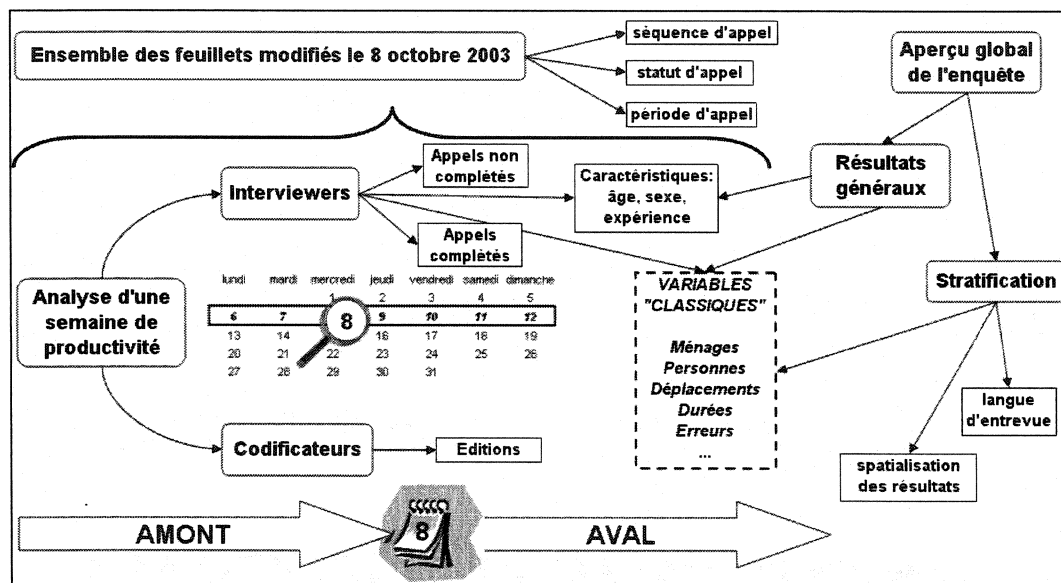 Ensemble des feuillets modifiés le 8 octobre 2003
séquence d'appel
statut d'appel
période d'appel
Aperçu global
de l'enquête
Résultats
généraux
Interviewers
Appels non
complétés
Appels
complétés
Caractéristiques:
âge, sexe,
expérience
Analyse d'une
semaine de
productivité
lundi mardi mercredi jeudi vendredi samedi dimanche
1 2 3 4 5
6 7 8 9 10 11 12
13 14 16 17 18 19
20 21 22 23 24 25 26
27 28 29 30 31
VARIABLES
"CLASSIQUES"
Ménages
Personnes
Déplacements
Durées
Erreurs
...
Stratification
langue
d'entrevue
spatialisation
des résultats
Codificateurs
Editions
AMONT
8
AVAL